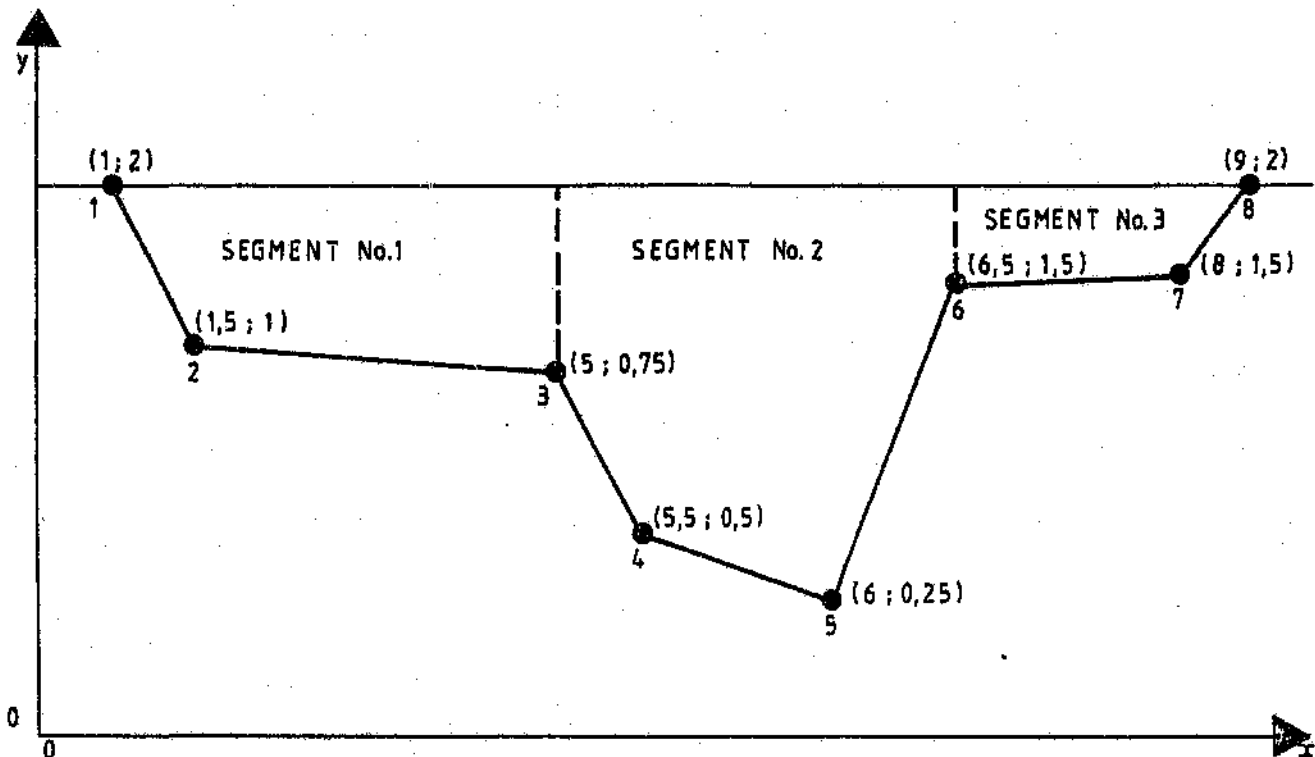 y
(1; 2)
(9 ; 2)
1
8
SEGMENT No.1
SEGMENT No.2
SEGMENT No.3
(6,5 ; 1,5)
(8 ; 1,5)
6
7
(1,5 ; 1)
2
3
(5 ; 0,75)
(5,5 ; 0,5)
4
(6 ; 0,25)
5
0
0
x